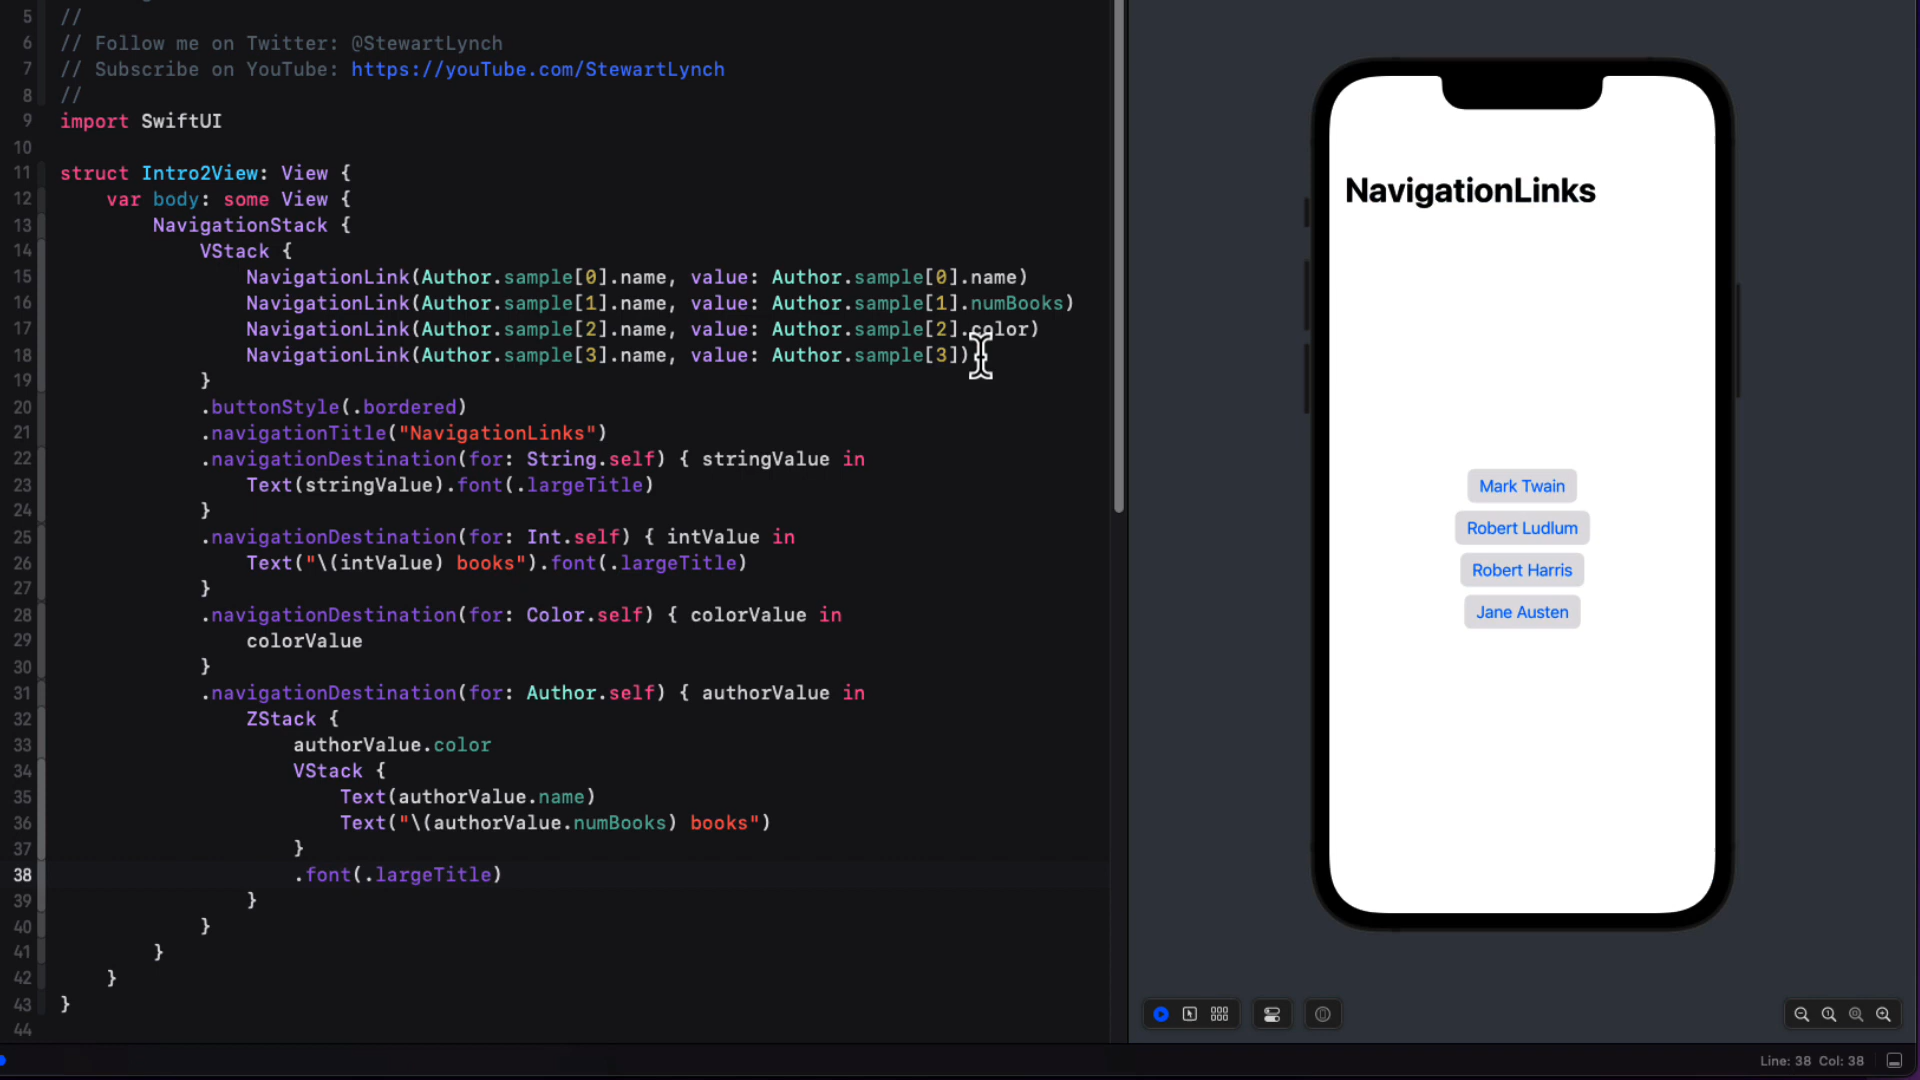 5 //
6 // Follow me on Twitter: @StewartLynch
7 // Subscribe on YouTube: https://youTube.com/StewartLynch
8 //
9 import SwiftUI
10
11 struct Intro2View: View {
12     var body: some View {
13         NavigationStack {
14             VStack {
15                 NavigationLink(Author.sample[0].name, value: Author.sample[0].name)
16                 NavigationLink(Author.sample[1].name, value: Author.sample[1].numBooks)
17                 NavigationLink(Author.sample[2].name, value: Author.sample[2].color)
18                 NavigationLink(Author.sample[3].name, value: Author.sample[3])
19             }
20             .buttonStyle(.bordered)
21             .navigationTitle("NavigationLinks")
22             .navigationDestination(for: String.self) { stringValue in
23                 Text(stringValue).font(.largeTitle)
24             }
25             .navigationDestination(for: Int.self) { intValue in
26                 Text("\(intValue) books").font(.largeTitle)
27             }
28             .navigationDestination(for: Color.self) { colorValue in
29                 colorValue
30             }
31             .navigationDestination(for: Author.self) { authorValue in
32                 ZStack {
33                     authorValue.color
34                     VStack {
35                         Text(authorValue.name)
36                         Text("\(authorValue.numBooks) books")
37                     }
38                     .font(.largeTitle)
39                 }
40             }
41         }
42     }
43 }
44
NavigationLinks
Mark Twain
Robert Ludlum
Robert Harris
Jane Austen
Line: 38 Col: 38